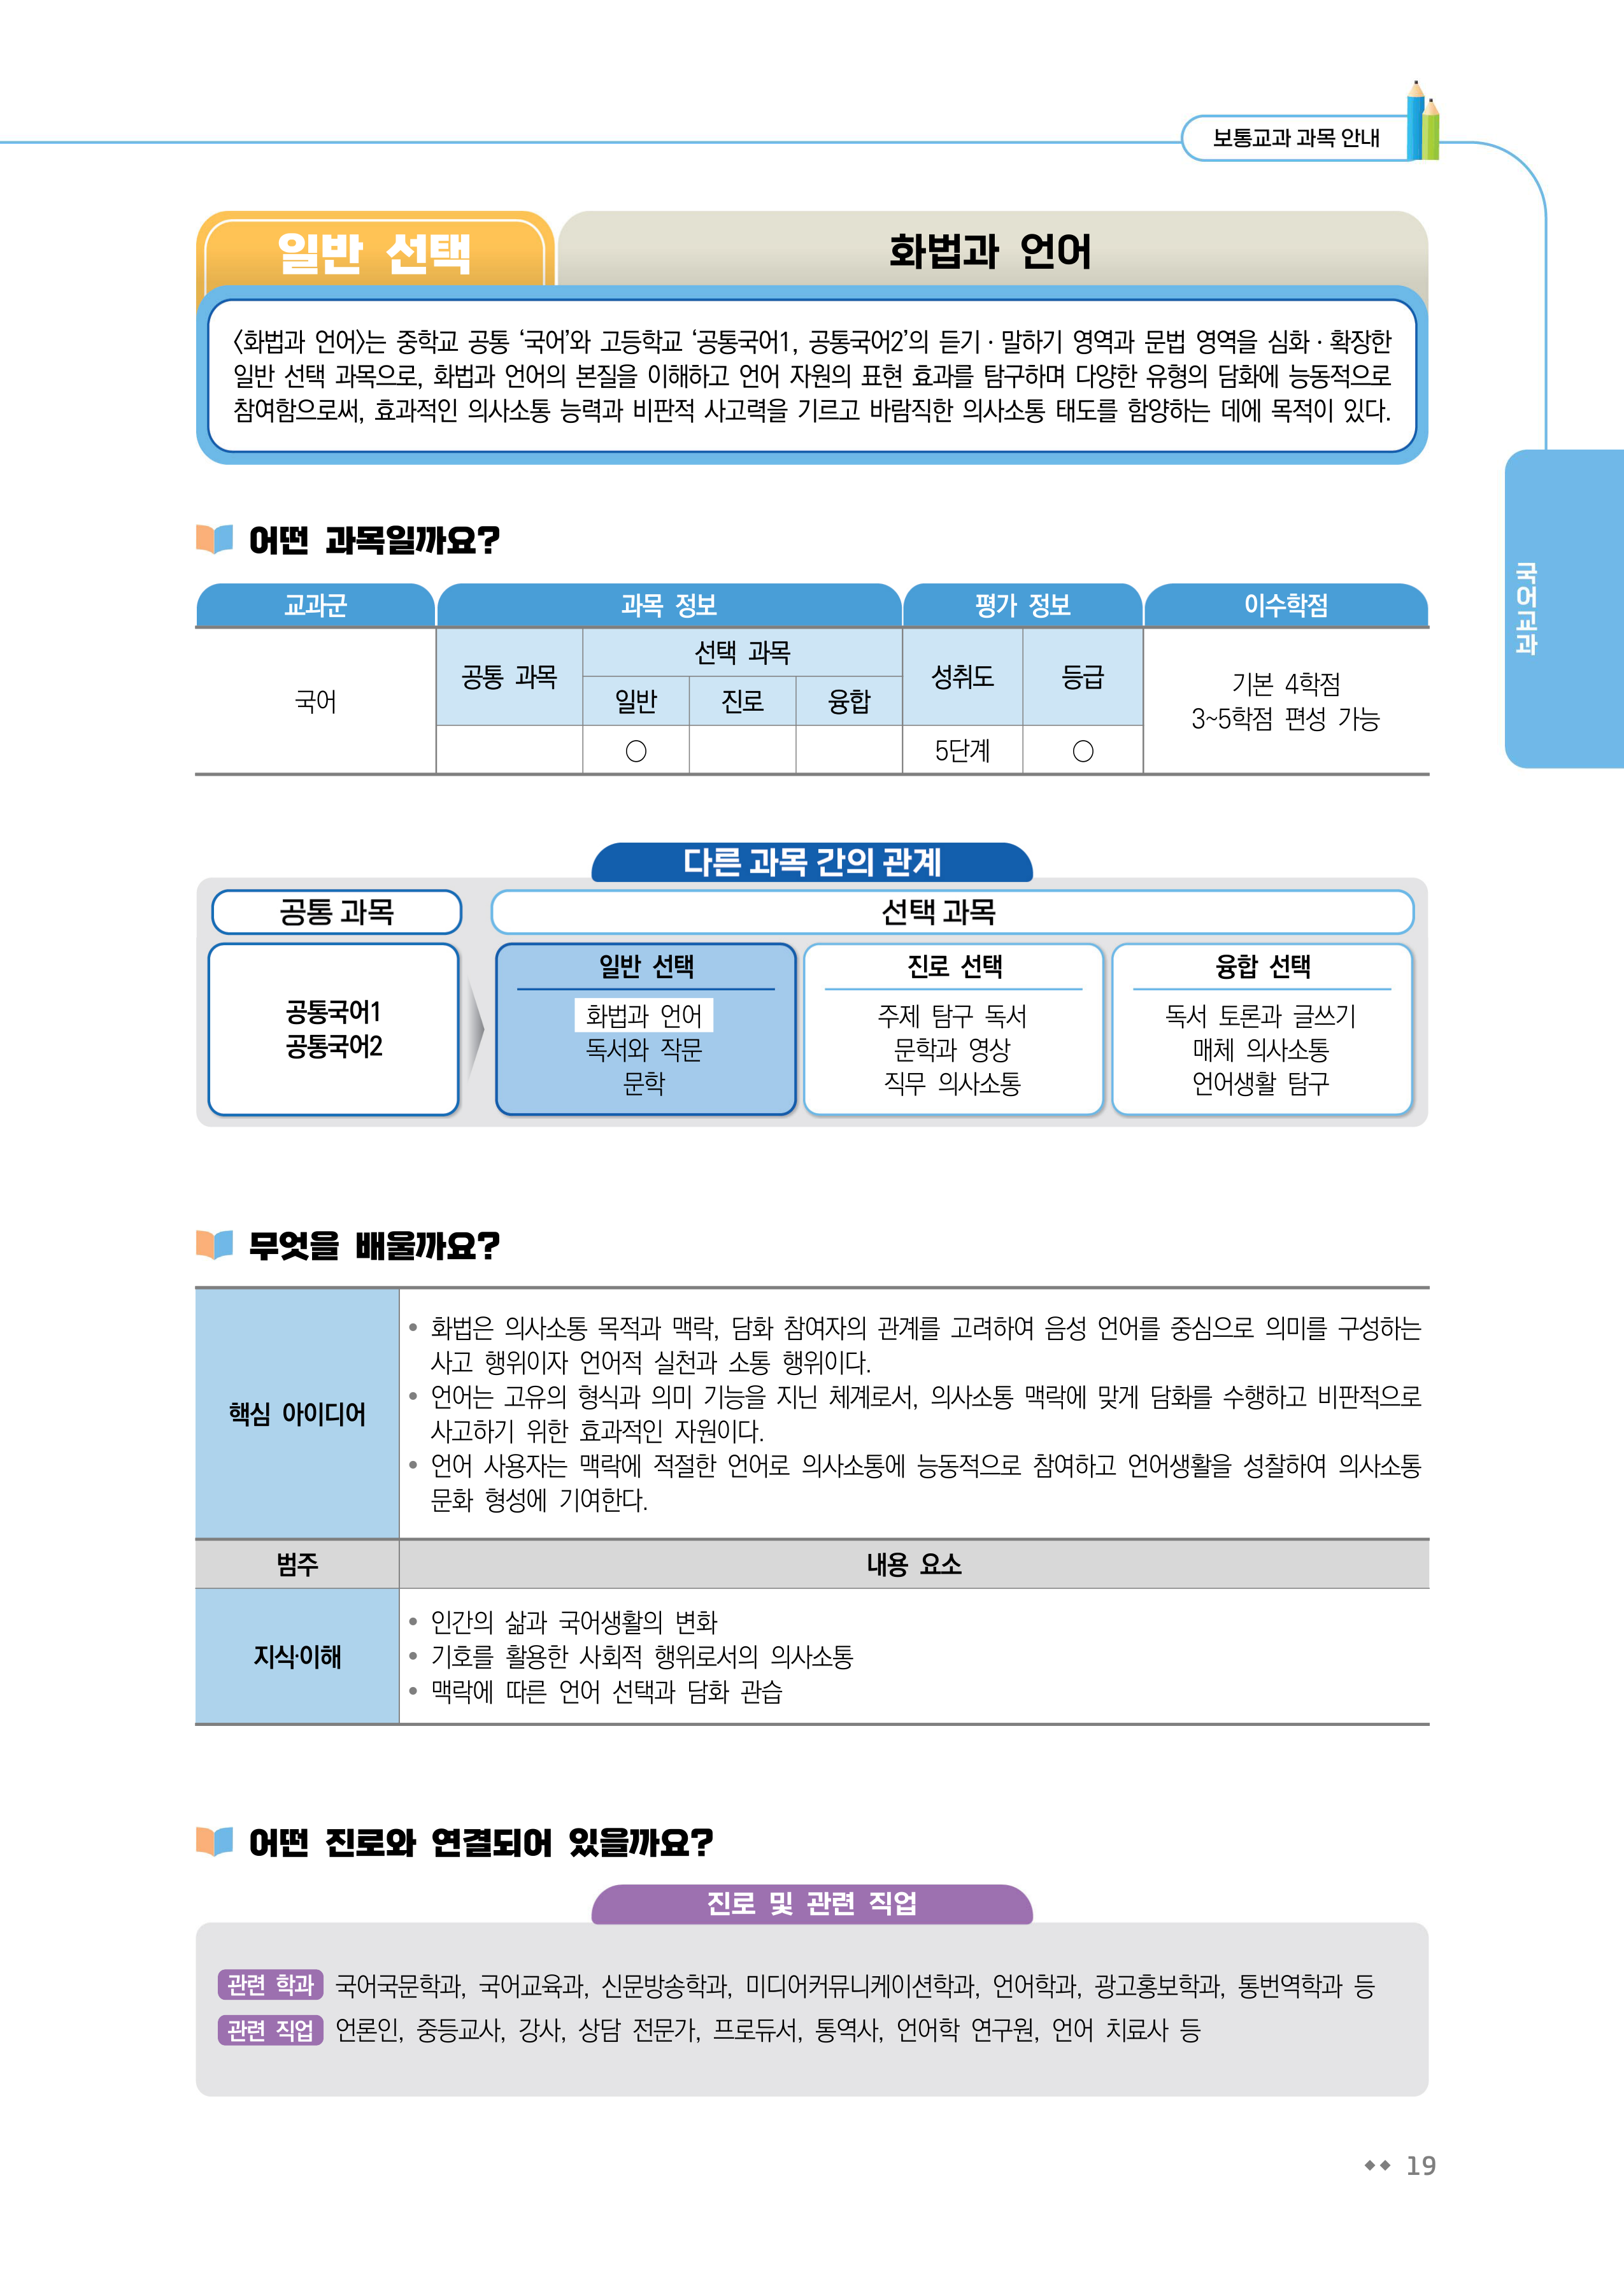 보통교과 과목 안내
일반 선택
화법과 언어
〈화법과 언어〉는 중학교 공통 ‘국어’와 고등학교 ‘공통국어1, 공통국어2’의 듣기·말하기 영역과 문법 영역을 심화·확장한
일반 선택 과목으로, 화법과 언어의 본질을 이해하고 언어 자원의 표현 효과를 탐구하며 다양한 유형의 담화에 능동적으로
참여함으로써, 효과적인 의사소통 능력과 비판적 사고력을 기르고 바람직한 의사소통 태도를 함양하는 데에 목적이 있다.
국어교과
어떤 과목일까요?
교과군 과목 정보 평가 정보 이수학점
국어
공통 과목
선택 과목
일반 진로 융합
성취도 등급
○ 5단계 ○
기본 4학점
3~5학점 편성 가능
다른 과목 간의 관계
공통 과목
선택 과목
공통국어1
공통국어2
일반 선택
화법과 언어
독서와 작문
문학
진로 선택
주제 탐구 독서
문학과 영상
직무 의사소통
융합 선택
독서 토론과 글쓰기
매체 의사소통
언어생활 탐구
무엇을 배울까요?
핵심 아이디어
• 화법은 의사소통 목적과 맥락, 담화 참여자의 관계를 고려하여 음성 언어를 중심으로 의미를 구성하는
사고 행위이자 언어적 실천과 소통 행위이다.
• 언어는 고유의 형식과 의미 기능을 지닌 체계로서, 의사소통 맥락에 맞게 담화를 수행하고 비판적으로
사고하기 위한 효과적인 자원이다.
• 언어 사용자는 맥락에 적절한 언어로 의사소통에 능동적으로 참여하고 언어생활을 성찰하여 의사소통
문화 형성에 기여한다.
범주 내용 요소
지식·이해
• 인간의 삶과 국어생활의 변화
• 기호를 활용한 사회적 행위로서의 의사소통
• 맥락에 따른 언어 선택과 담화 관습
어떤 진로와 연결되어 있을까요?
진로 및 관련 직업
관련 학과 국어국문학과, 국어교육과, 신문방송학과, 미디어커뮤니케이션학과, 언어학과, 광고홍보학과, 통번역학과 등
관련 직업 언론인, 중등교사, 강사, 상담 전문가, 프로듀서, 통역사, 언어학 연구원, 언어 치료사 등
19